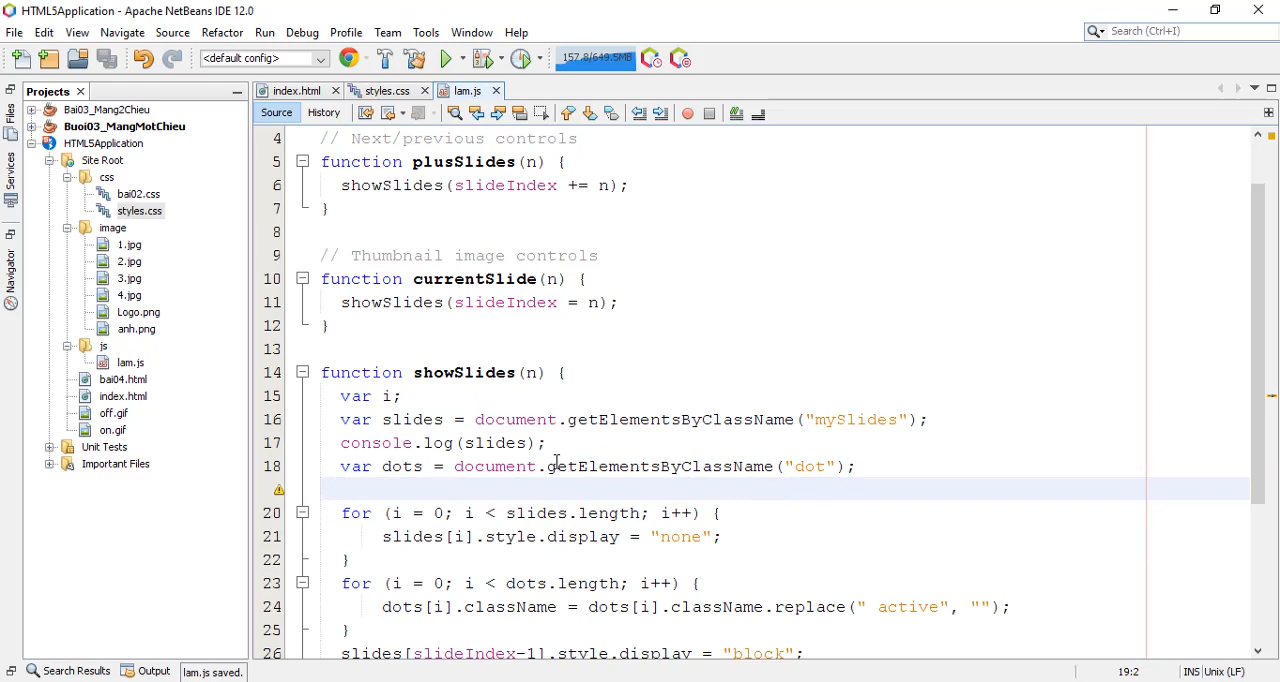 HTML5Application - Apache NetBeans IDE 12.0
File Edit View Navigate Source Refactor Run Debug Profile Team Tools Window Help
Search (Ctrl+I)
<default config>
157.8/649.5MB
Projects
index.html
styles.css
lam.js
Source
History
Files
Services
Navigator
Bai03_Mang2Chieu
Buoi03_MangMotChieu
HTML5Application
Site Root
css
bai02.css
styles.css
image
1.jpg
2.jpg
3.jpg
4.jpg
Logo.png
anh.png
js
lam.js
bai04.html
index.html
off.gif
on.gif
Unit Tests
Important Files
4 // Next/previous controls
5 function plusSlides(n) {
6 showSlides(slideIndex += n);
7 }
8
9 // Thumbnail image controls
10 function currentSlide(n) {
11 showSlides(slideIndex = n);
12 }
13
14 function showSlides(n) {
15 var i;
16 var slides = document.getElementsByClassName("mySlides");
17 console.log(slides);
18 var dots = document.getElementsByClassName("dot");
20 for (i = 0; i < slides.length; i++) {
21 slides[i].style.display = "none";
22 }
23 for (i = 0; i < dots.length; i++) {
24 dots[i].className = dots[i].className.replace(" active", "");
25 }
26 slides[slideIndex-1].style.display = "block";
Search Results
Output
lam.js saved.
19:2
INS Unix (LF)